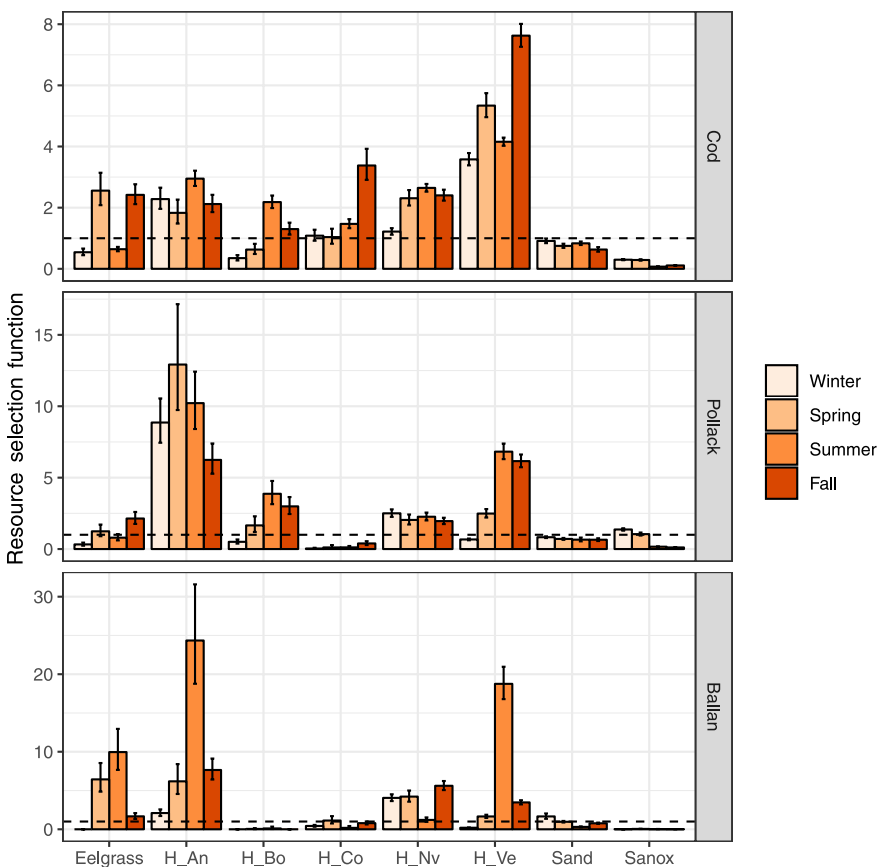 8
6
4
2
0
Cod
15
10
5
0
Pollack
30
20
10
0
Ballan
Resource selection function
Eelgrass H_An H_Bo H_Co H_Nv H_Ve Sand Sanox
Winter
Spring
Summer
Fall